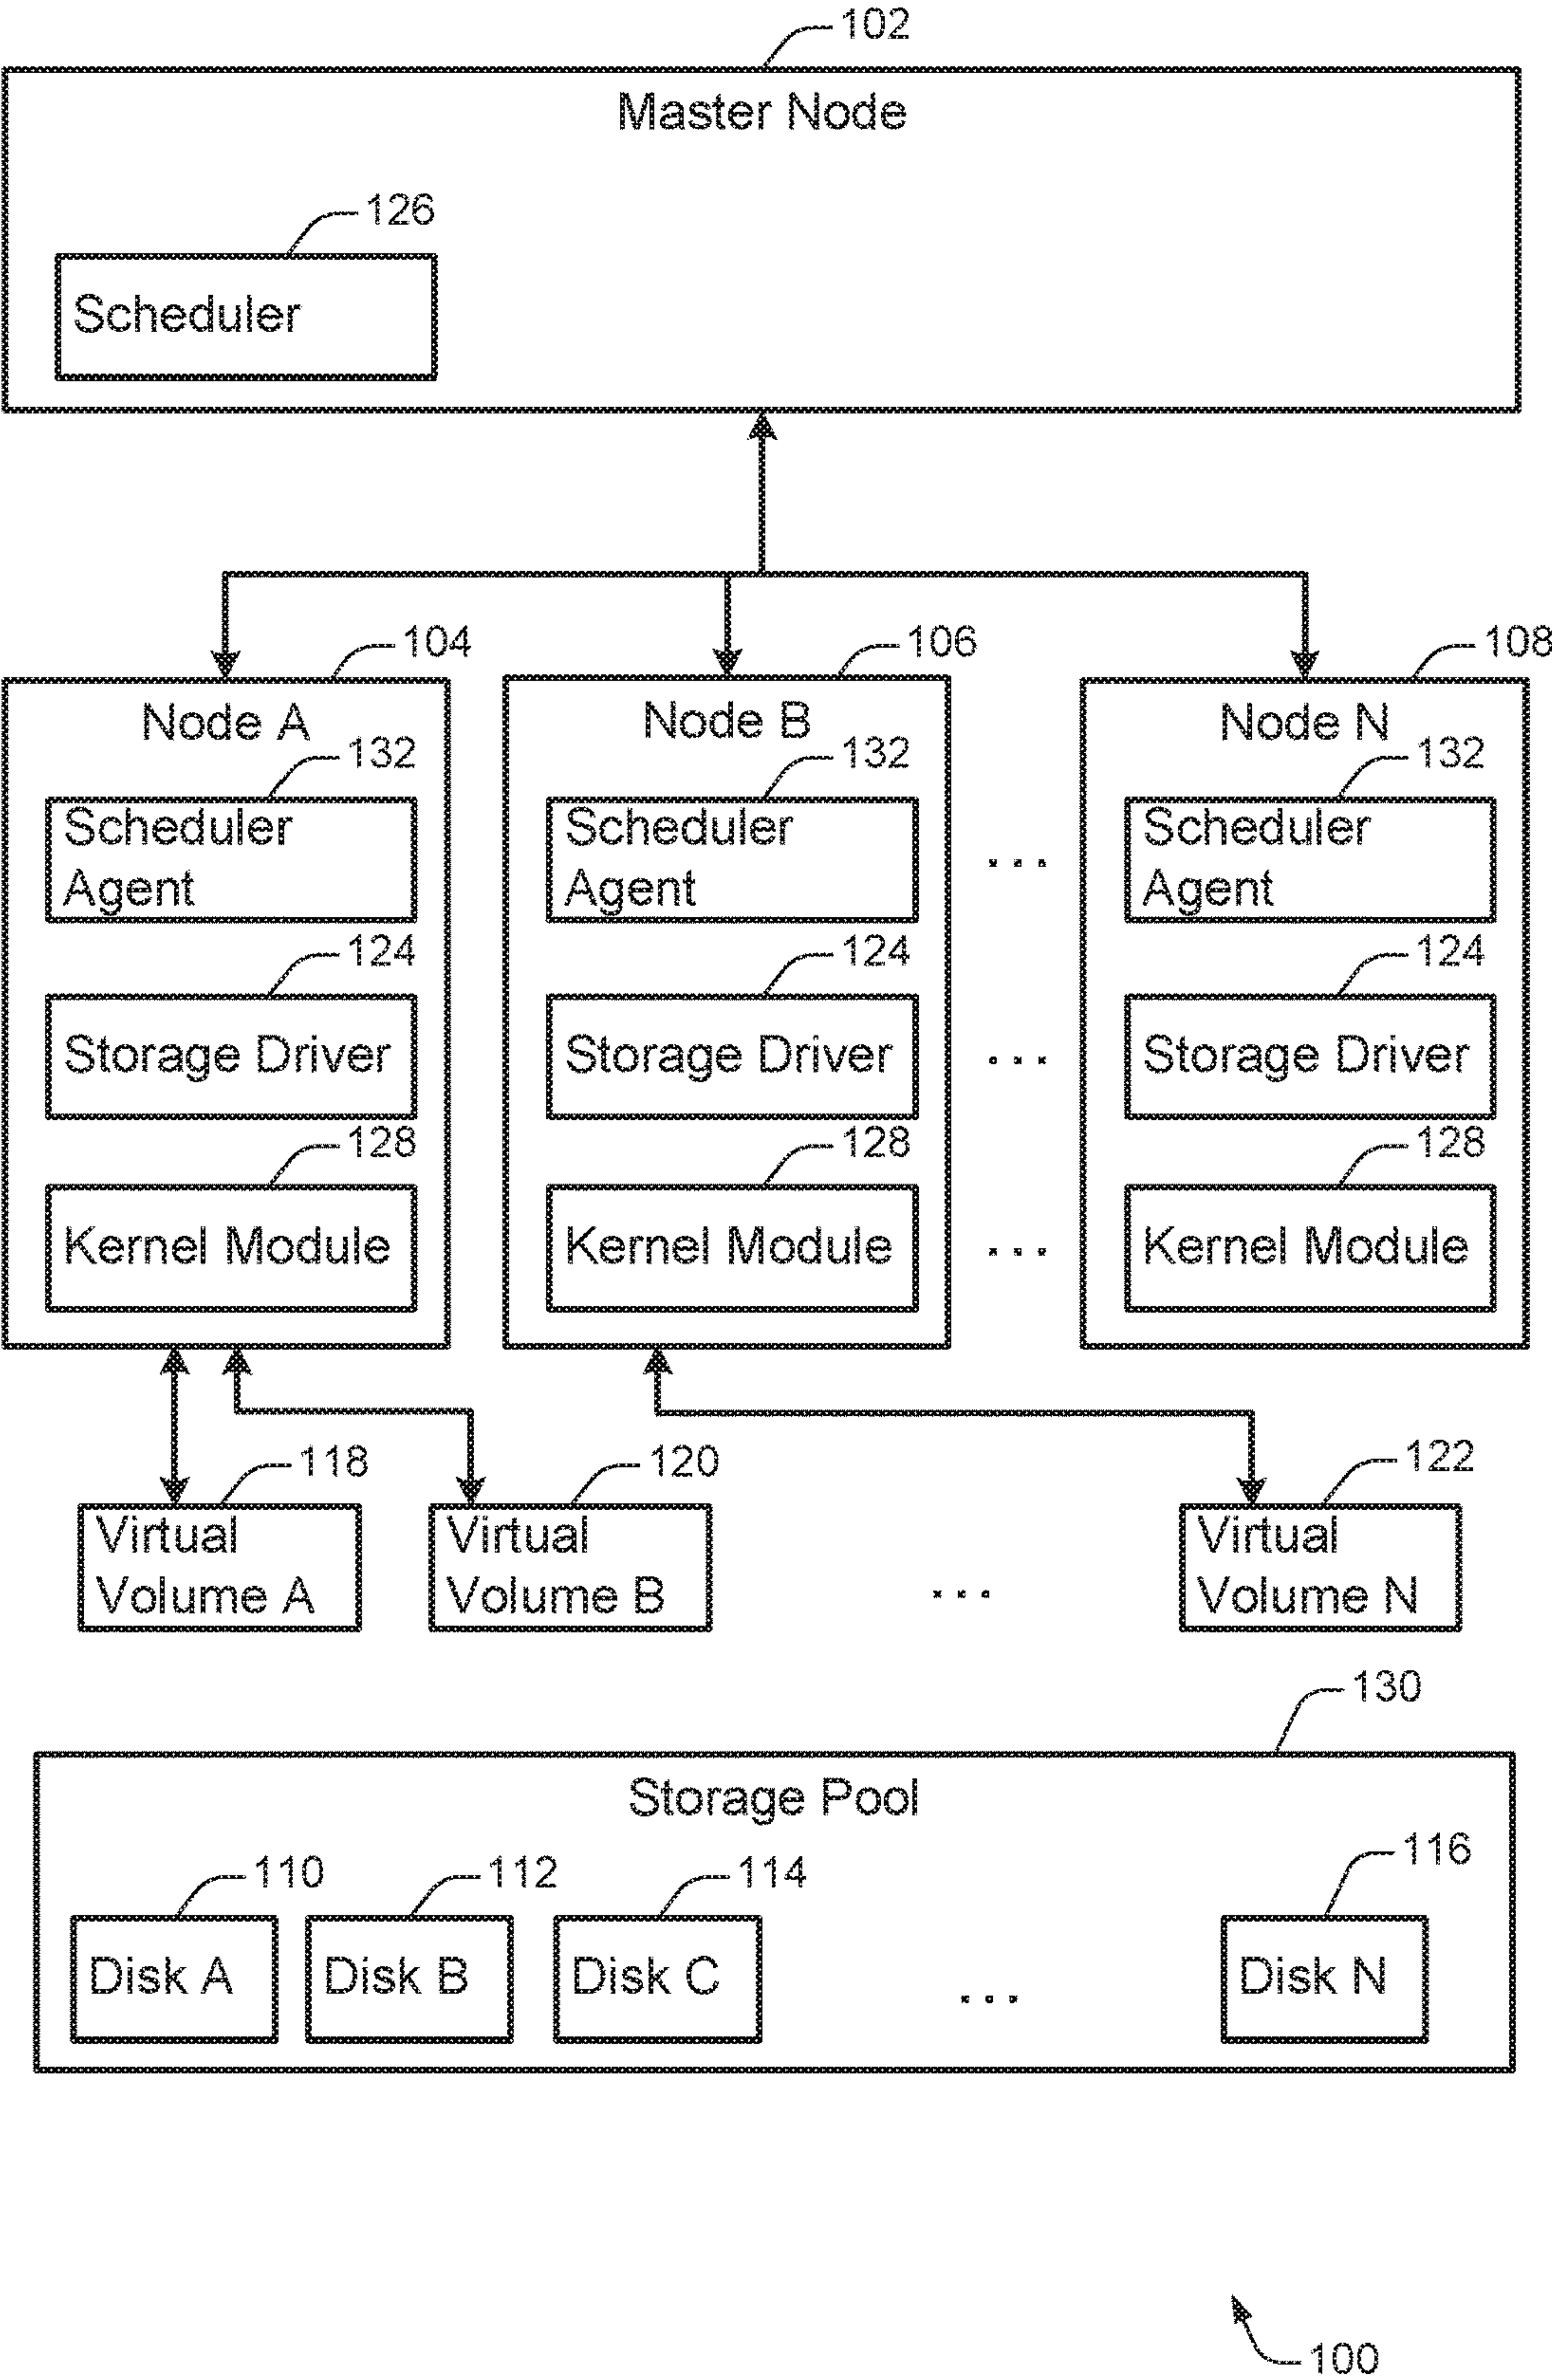 102
Master Node
126
Scheduler
104
106
108
Node A
Node B
Node N
132
132
132
Scheduler
Agent
Scheduler
Agent
Scheduler
Agent
...
124
124
124
Storage Driver
Storage Driver
...
Storage Driver
128
128
128
Kernel Module
Kernel Module
...
Kernel Module
118
120
122
Virtual
Volume A
Virtual
Volume B
...
Virtual
Volume N
130
Storage Pool
110
112
114
116
Disk A
Disk B
Disk C
...
Disk N
100